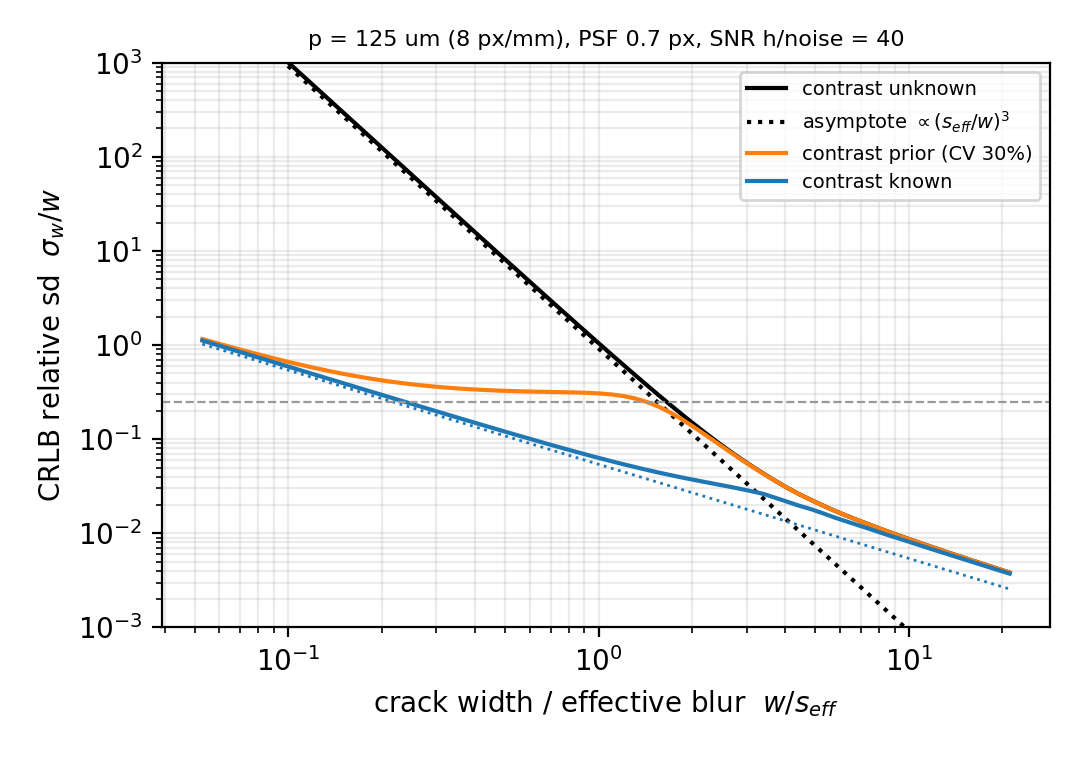 p = 125 um (8 px/mm), PSF 0.7 px, SNR h/noise = 40
CRLB relative sd σ_w/w
10³
10²
10¹
10⁰
10⁻¹
10⁻²
10⁻³
contrast unknown
asymptote ∝(s_eff/w)³
contrast prior (CV 30%)
contrast known
10⁻¹ 10⁰ 10¹
crack width / effective blur w/s_eff